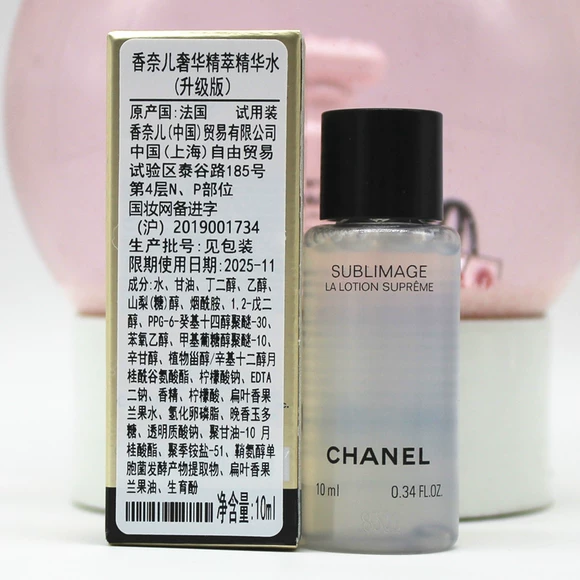 香奈儿奢华精萃精华水
(升级版)
原产国:法国 试用装
香奈儿(中国)贸易有限公司
中国(上海)自由贸易
试验区泰谷路185号
第4层N、P部位
国妆网备进字
(沪) 2019001734
生产批号:见包装
限期使用日期:2025-11
成分:水、甘油、丁二醇、乙醇、
山梨(糖)醇、烟酰胺、1,2-戊二
醇、PPG-6-癸基十四醇聚醚-30、
苯氧乙醇、甲基葡糖醇聚醚-10、
辛甘醇、植物甾醇/辛基十二醇月
桂酰谷氨酸酯、柠檬酸钠、EDTA
二钠、香精、柠檬酸、扁叶香果
兰果水、氢化卵磷脂、晚香玉多
糖、透明质酸钠、聚甘油-10 月
桂酸酯、聚季铵盐-51、鞘氨醇单
胞菌发酵产物提取物、扁叶香果
兰果油、生育酚
净含量:10ml
SUBLIMAGE
LA LOTION SUPRÊME
CHANEL
10 ml 0.34 FL.OZ.